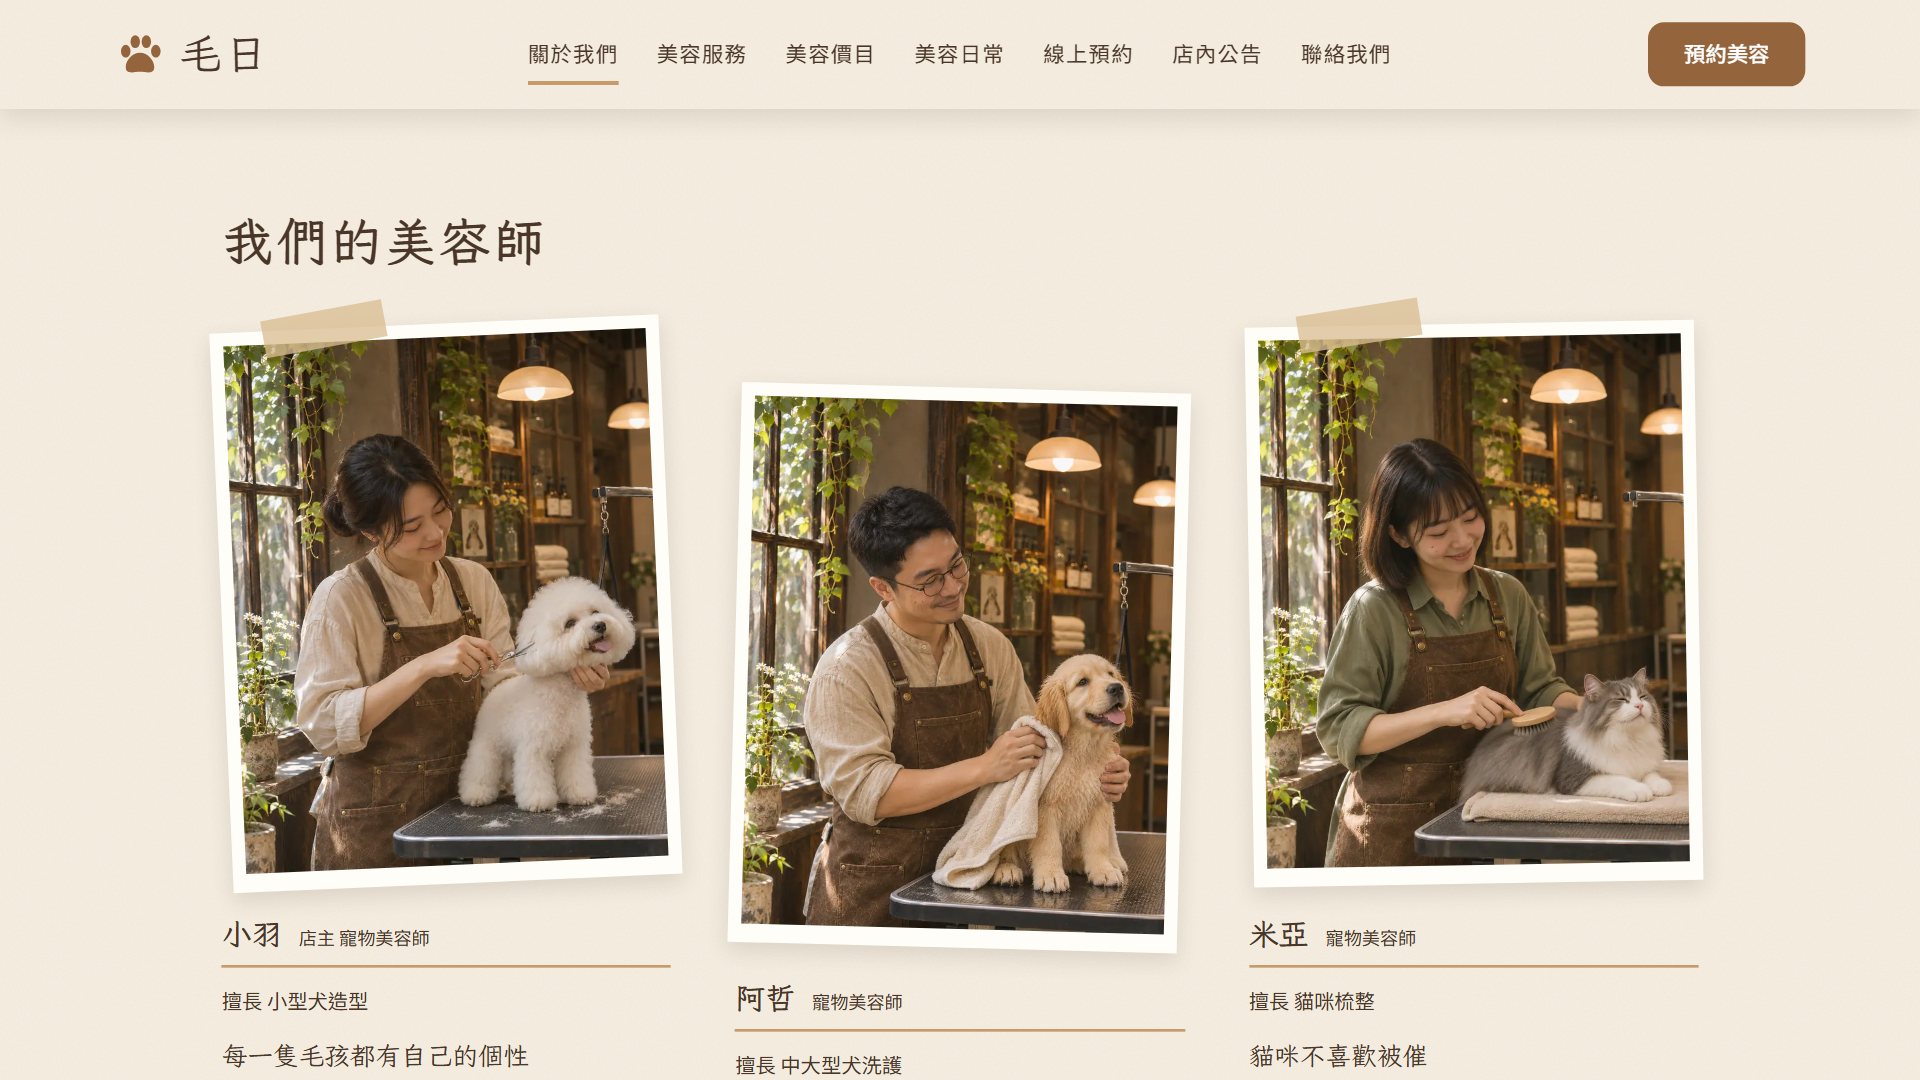 毛日
關於我們 美容服務 美容價目 美容日常 線上預約 店內公告 聯絡我們
預約美容
我們的美容師
小羽 店主 寵物美容師
擅長 小型犬造型
每一隻毛孩都有自己的個性
阿哲 寵物美容師
擅長 中大型犬洗護
米亞 寵物美容師
擅長 貓咪梳整
貓咪不喜歡被催